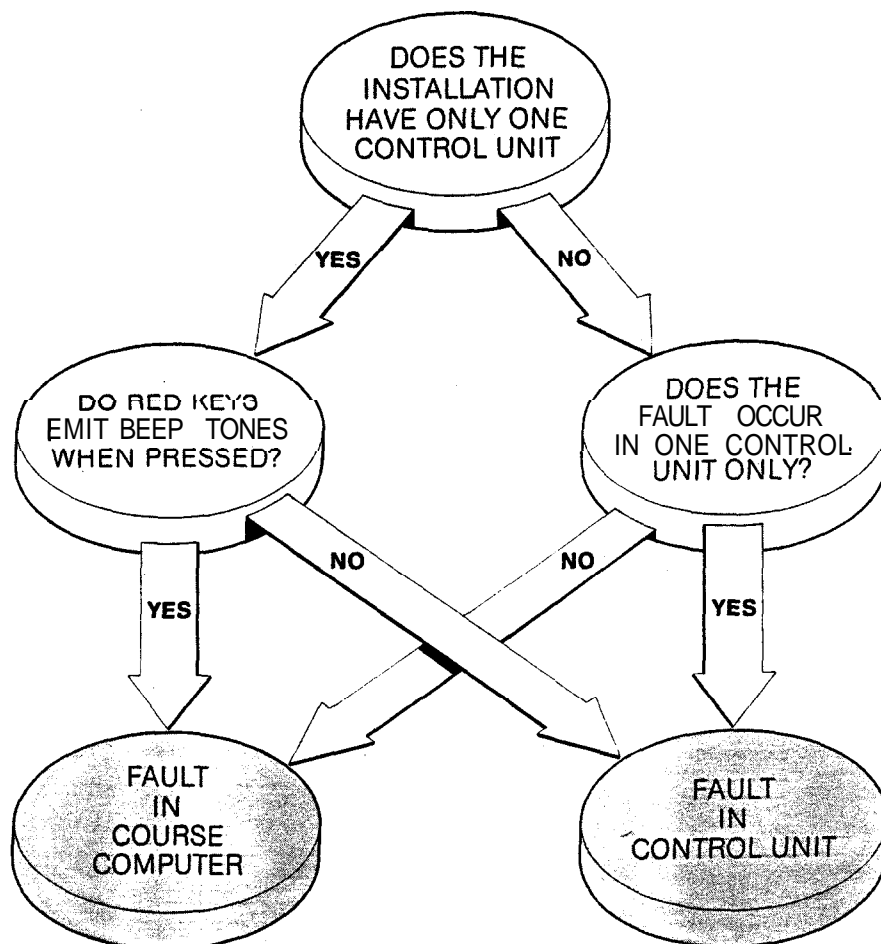 DOES THE
INSTALLATION
HAVE ONLY ONE
CONTROL UNIT
YES
NO
DO RED KEYS
EMIT BEEP TONES
WHEN PRESSED?
DOES THE
FAULT OCCUR
IN ONE CONTROL
UNIT ONLY?
NO
NO
YES
YES
FAULT
IN
COURSE
COMPUTER
FAULT
IN
CONTROL UNIT